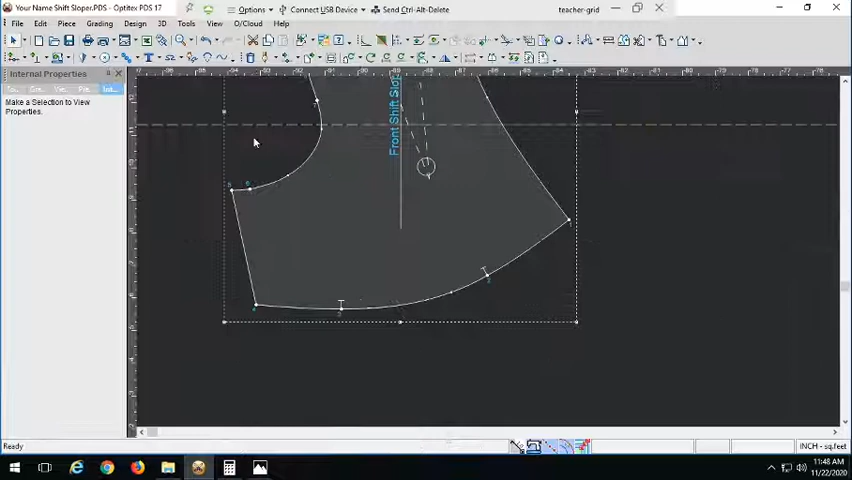 Your Name Shift Sloper.PDS - Optitex PDS 17
Options
Connect USB Device
Send Ctrl-Alt-Delete
teacher-grid
File Edit Grading Design 3D Tools View O/Cloud Help
Internal Properties
Make a Selection to View
Properties.
Front Shift Slop
Ready
INCH - sq.feet
11:48 AM
11/22/2020